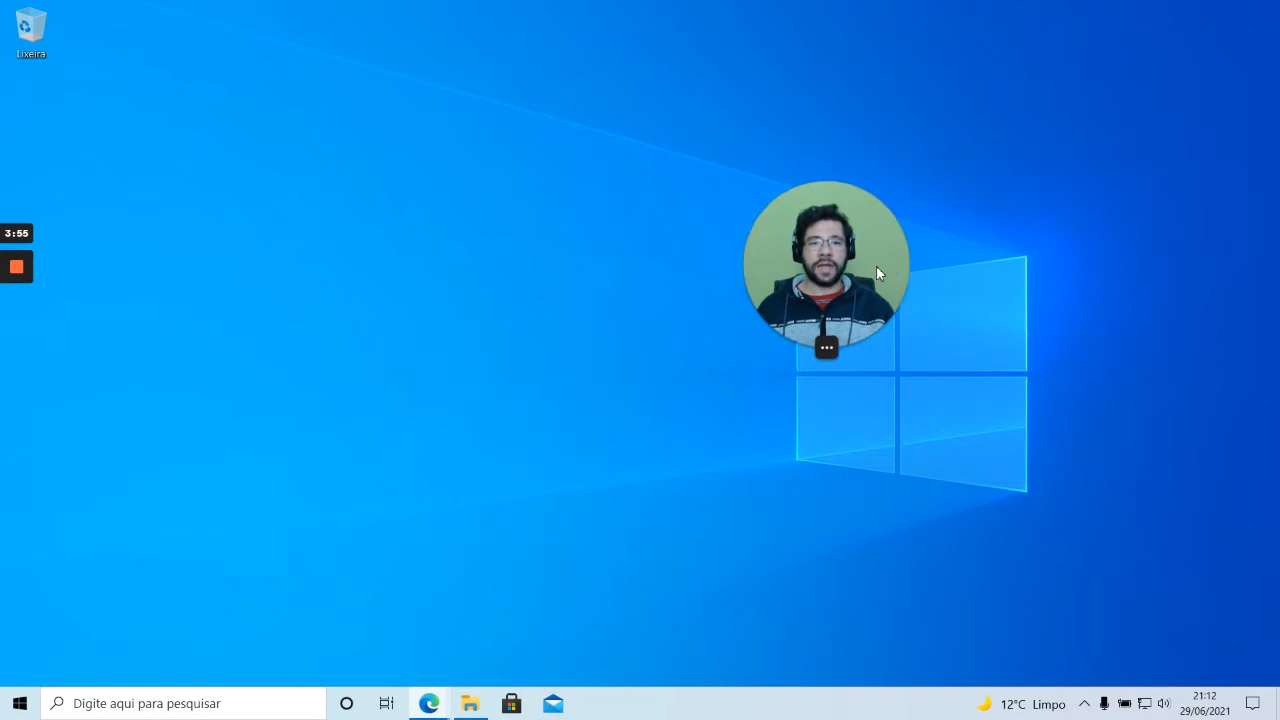 Lixeira
3:55
Digite aqui para pesquisar
12°C Limpo
21:12
29/06/2021